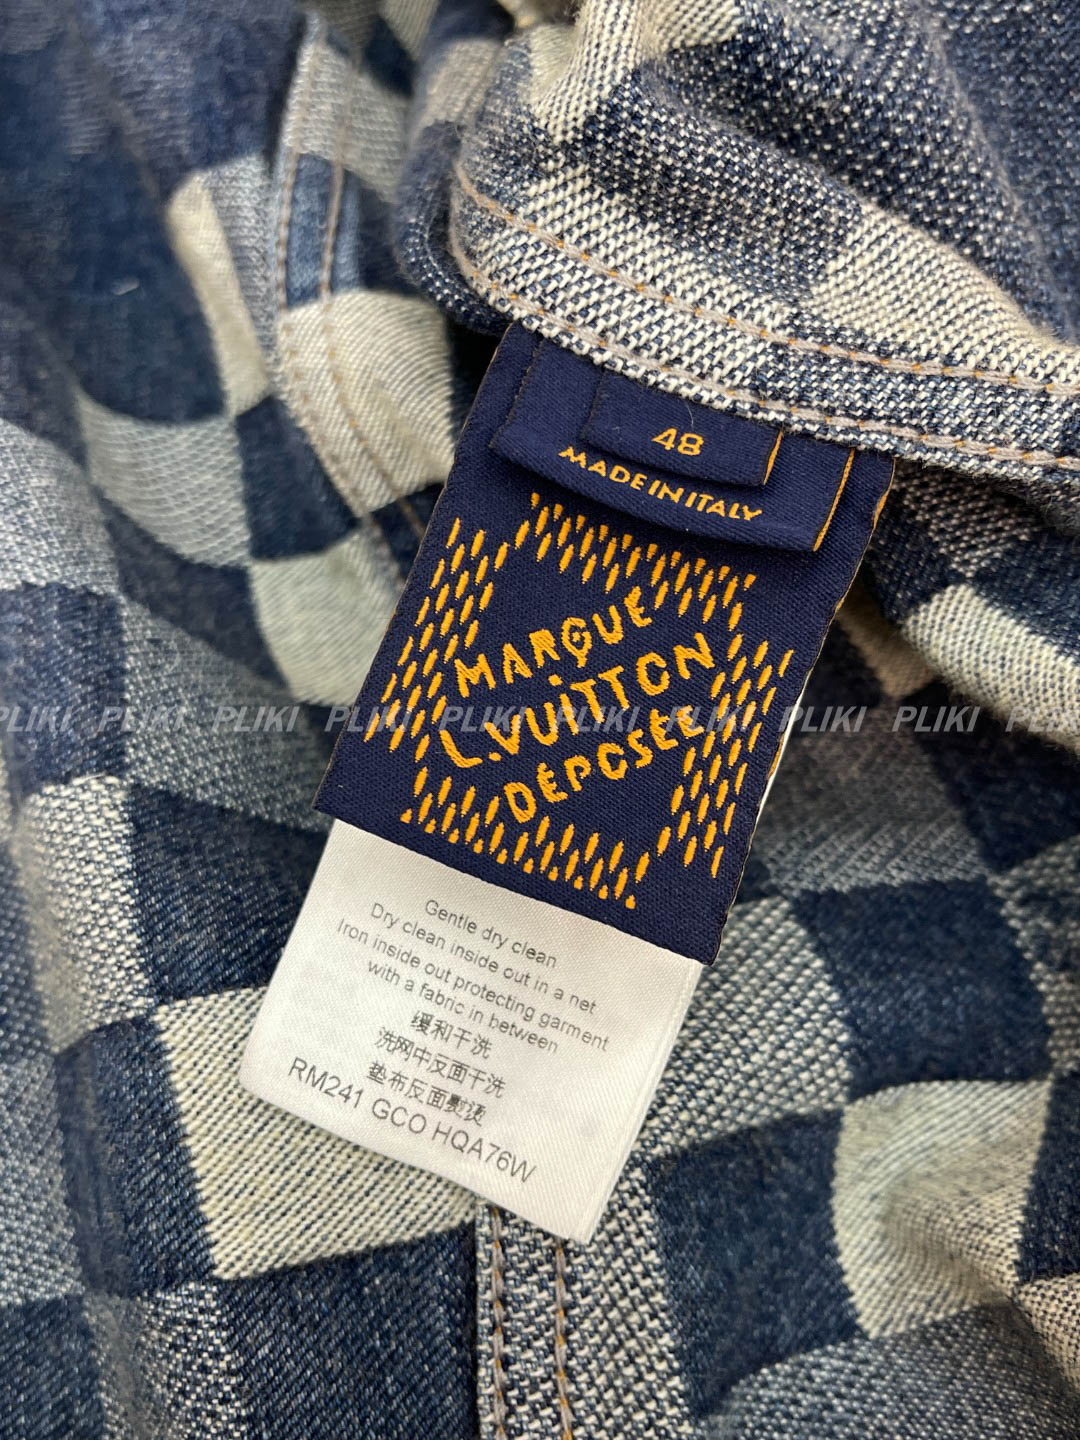 48
MADE IN ITALY
MARQUE
L.VUITTON
DÉPOSÉE
PLIKI PLIKI PLIKI PLIKI PLIKI PLIKI PLIKI PLIKI PLIKI PLIKI
Gentle dry clean
Dry clean inside out in a net
Iron inside out protecting garment
with a fabric in between
缓和干洗
洗网中反面干洗
垫布反面熨烫
RM241 GCO HQA76W